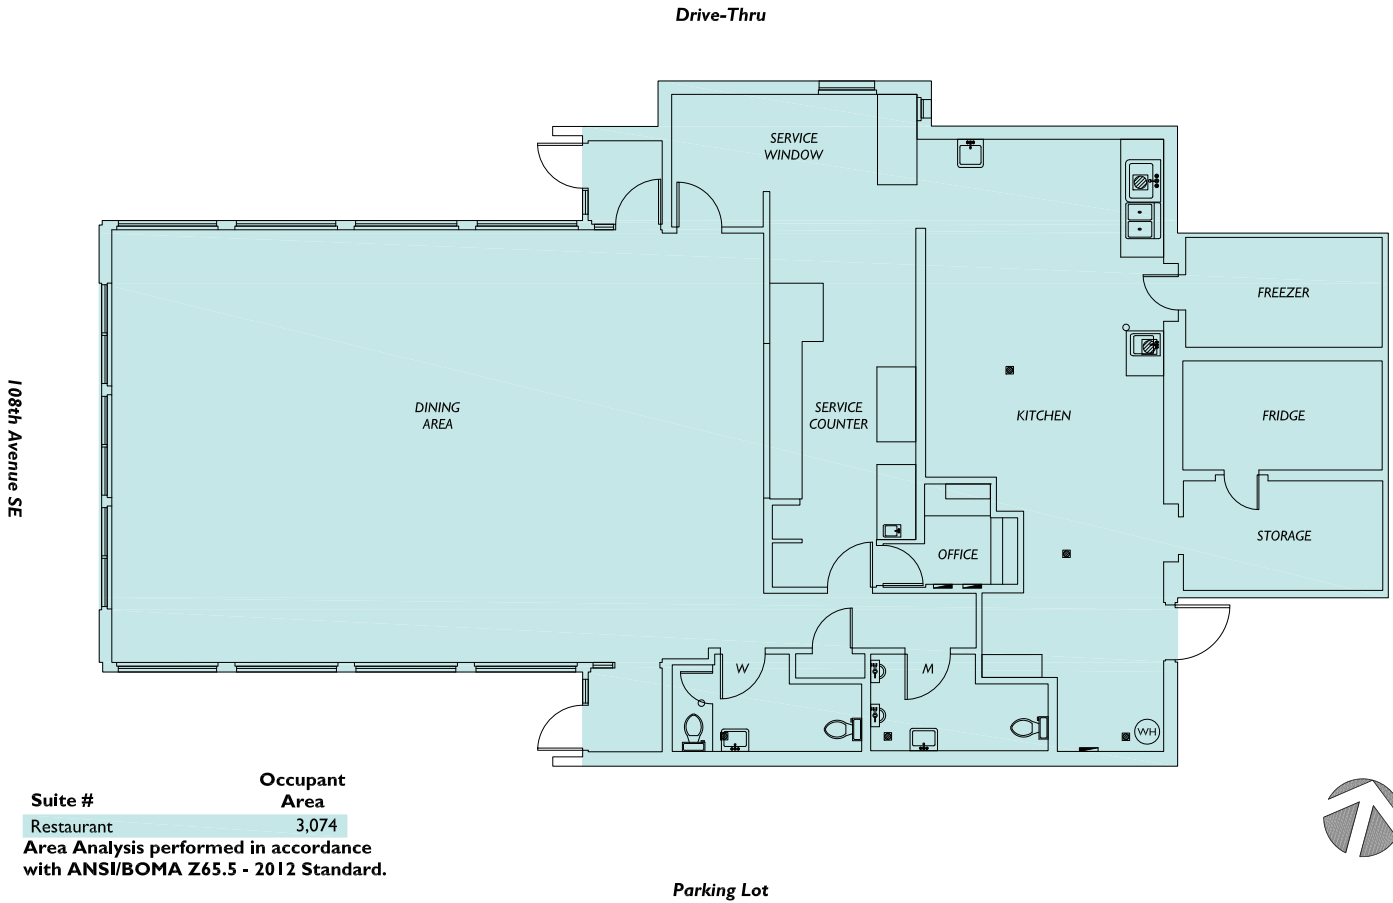 Drive-Thru
SERVICE
WINDOW
FREEZER
108th Avenue SE
DINING
AREA
SERVICE
COUNTER
KITCHEN
FRIDGE
OFFICE
STORAGE
W
M
WH
Occupant
Suite # Area
Restaurant 3,074
Area Analysis performed in accordance
with ANSI/BOMA Z65.5 - 2012 Standard.
Parking Lot